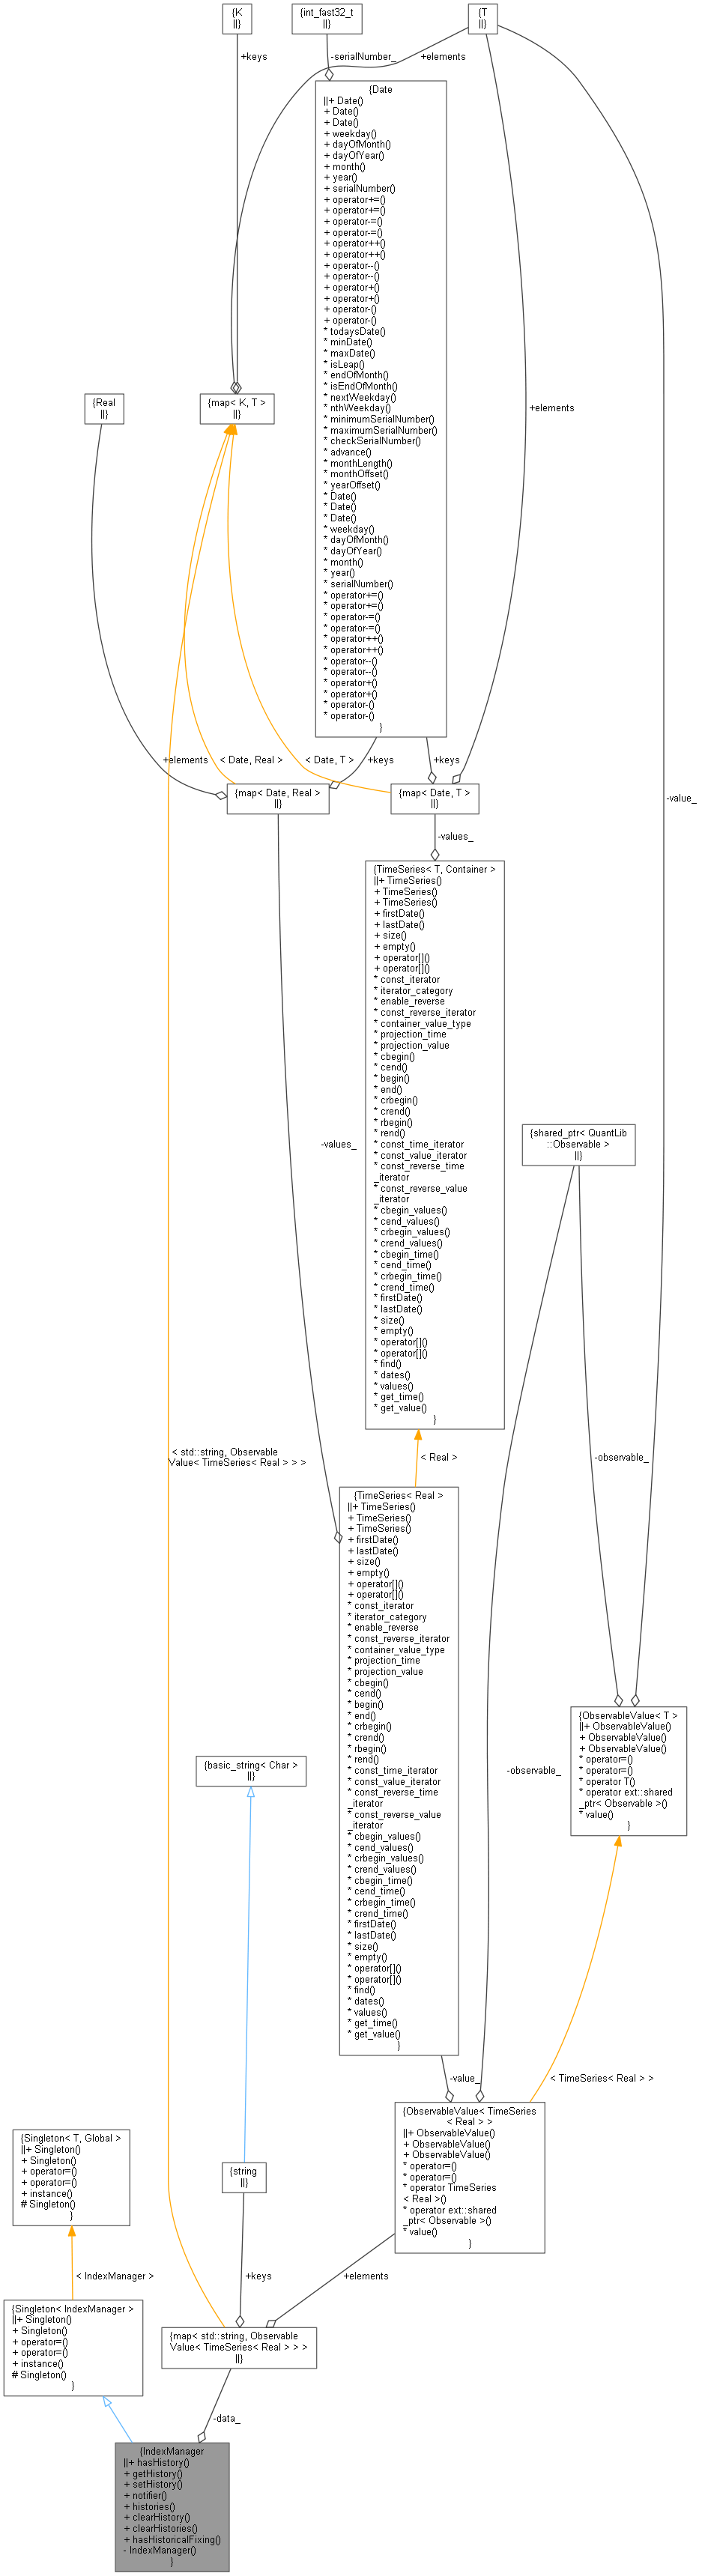 {K
||}
{int_fast32_t
||}
{T
||}
+keys
-serialNumber_
+elements
{Date
||+ Date()
+ Date()
+ Date()
+ weekday()
+ dayOfMonth()
+ dayOfYear()
+ month()
+ year()
+ serialNumber()
+ operator+=()
+ operator+=()
+ operator-=()
+ operator-=()
+ operator++()
+ operator++()
+ operator--()
+ operator--()
+ operator+()
+ operator+()
+ operator-()
+ operator-()
* todaysDate()
* minDate()
* maxDate()
* isLeap()
* endOfMonth()
* isEndOfMonth()
* nextWeekday()
* nthWeekday()
* minimumSerialNumber()
* maximumSerialNumber()
* checkSerialNumber()
* advance()
* monthLength()
* monthOffset()
* yearOffset()
* Date()
* Date()
* Date()
* weekday()
* dayOfMonth()
* dayOfYear()
* month()
* year()
* serialNumber()
* operator+=()
* operator+=()
* operator-=()
* operator-=()
* operator++()
* operator++()
* operator--()
* operator--()
* operator+()
* operator+()
* operator-()
* operator-()
}
{Real
||}
{map< K, T >
||}
+elements
+elements
< Date, Real >
< Date, T >
+keys
+keys
-value_
{map< Date, Real >
||}
{map< Date, T >
||}
-values_
{TimeSeries< T, Container >
||+ TimeSeries()
+ TimeSeries()
+ TimeSeries()
+ firstDate()
+ lastDate()
+ size()
+ empty()
+ operator[]()
+ operator[]()
* const_iterator
* iterator_category
* enable_reverse
* const_reverse_iterator
* container_value_type
* projection_time
* projection_value
* cbegin()
* cend()
* begin()
* end()
* crbegin()
* crend()
* rbegin()
* rend()
* const_time_iterator
* const_value_iterator
* const_reverse_time
_iterator
* const_reverse_value
_iterator
* cbegin_values()
* cend_values()
* crbegin_values()
* crend_values()
* cbegin_time()
* cend_time()
* crbegin_time()
* crend_time()
* firstDate()
* lastDate()
* size()
* empty()
* operator[]()
* operator[]()
* find()
* dates()
* values()
* get_time()
* get_value()
}
{shared_ptr< QuantLib
::Observable >
||}
-values_
< std::string, Observable
Value< TimeSeries< Real > > >
< Real >
-observable_
{TimeSeries< Real >
||+ TimeSeries()
+ TimeSeries()
+ TimeSeries()
+ firstDate()
+ lastDate()
+ size()
+ empty()
+ operator[]()
+ operator[]()
* const_iterator
* iterator_category
* enable_reverse
* const_reverse_iterator
* container_value_type
* projection_time
* projection_value
* cbegin()
* cend()
* begin()
* end()
* crbegin()
* crend()
* rbegin()
* rend()
* const_time_iterator
* const_value_iterator
* const_reverse_time
_iterator
* const_reverse_value
_iterator
* cbegin_values()
* cend_values()
* crbegin_values()
* crend_values()
* cbegin_time()
* cend_time()
* crbegin_time()
* crend_time()
* firstDate()
* lastDate()
* size()
* empty()
* operator[]()
* operator[]()
* find()
* dates()
* values()
* get_time()
* get_value()
}
{basic_string< Char >
||}
-observable_
{ObservableValue< T >
||+ ObservableValue()
+ ObservableValue()
+ ObservableValue()
* operator=()
* operator=()
* operator T()
* operator ext::shared
_ptr< Observable >()
* value()
}
-value_
< TimeSeries< Real > >
{ObservableValue< TimeSeries
< Real > >
||+ ObservableValue()
+ ObservableValue()
+ ObservableValue()
* operator=()
* operator=()
* operator TimeSeries
< Real >()
* operator ext::shared
_ptr< Observable >()
* value()
}
{Singleton< T, Global >
||+ Singleton()
+ Singleton()
+ operator=()
+ operator=()
+ instance()
# Singleton()
}
{string
||}
< IndexManager >
+keys
+elements
{Singleton< IndexManager >
||+ Singleton()
+ Singleton()
+ operator=()
+ operator=()
+ instance()
# Singleton()
}
{map< std::string, Observable
Value< TimeSeries< Real > > >
||}
-data_
{IndexManager
||+ hasHistory()
+ getHistory()
+ setHistory()
+ notifier()
+ histories()
+ clearHistory()
+ clearHistories()
+ hasHistoricalFixing()
- IndexManager()
}